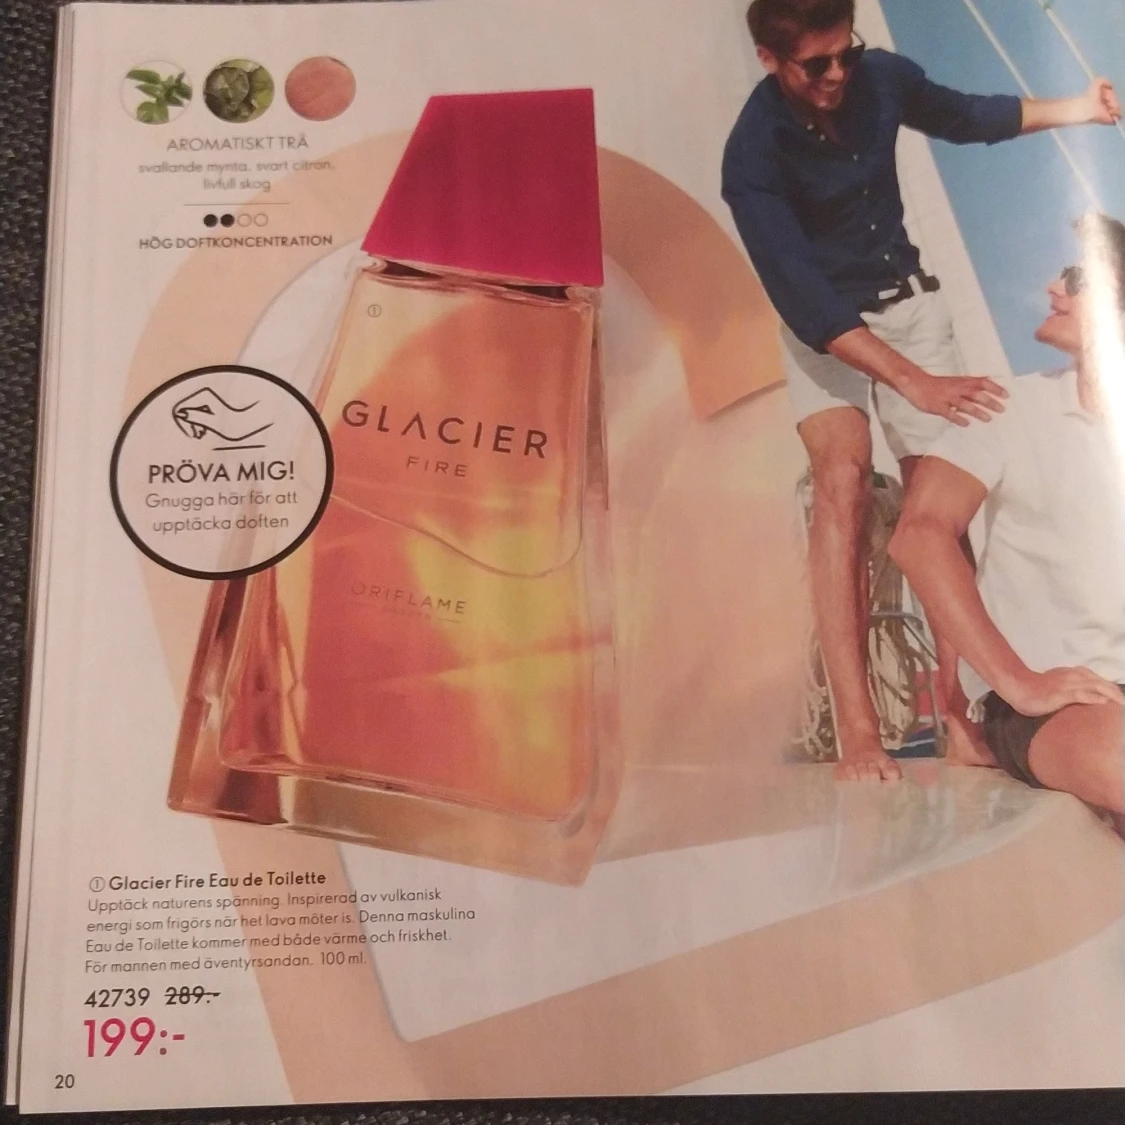 AROMATISKT TRÄ
svallande mynta, svart citron,
livfull skog
HÖG DOFTKONCENTRATION
①
GLACIER
FIRE
PRÖVA MIG!
Gnugga här för att
upptäcka doften
ORIFLAME
① Glacier Fire Eau de Toilette
Upptäck naturens spänning. Inspirerad av vulkanisk
energi som frigörs när het lava möter is. Denna maskulina
Eau de Toilette kommer med både värme och friskhet.
För mannen med äventyrsandan. 100 ml.
42739 289:-
199:-
20